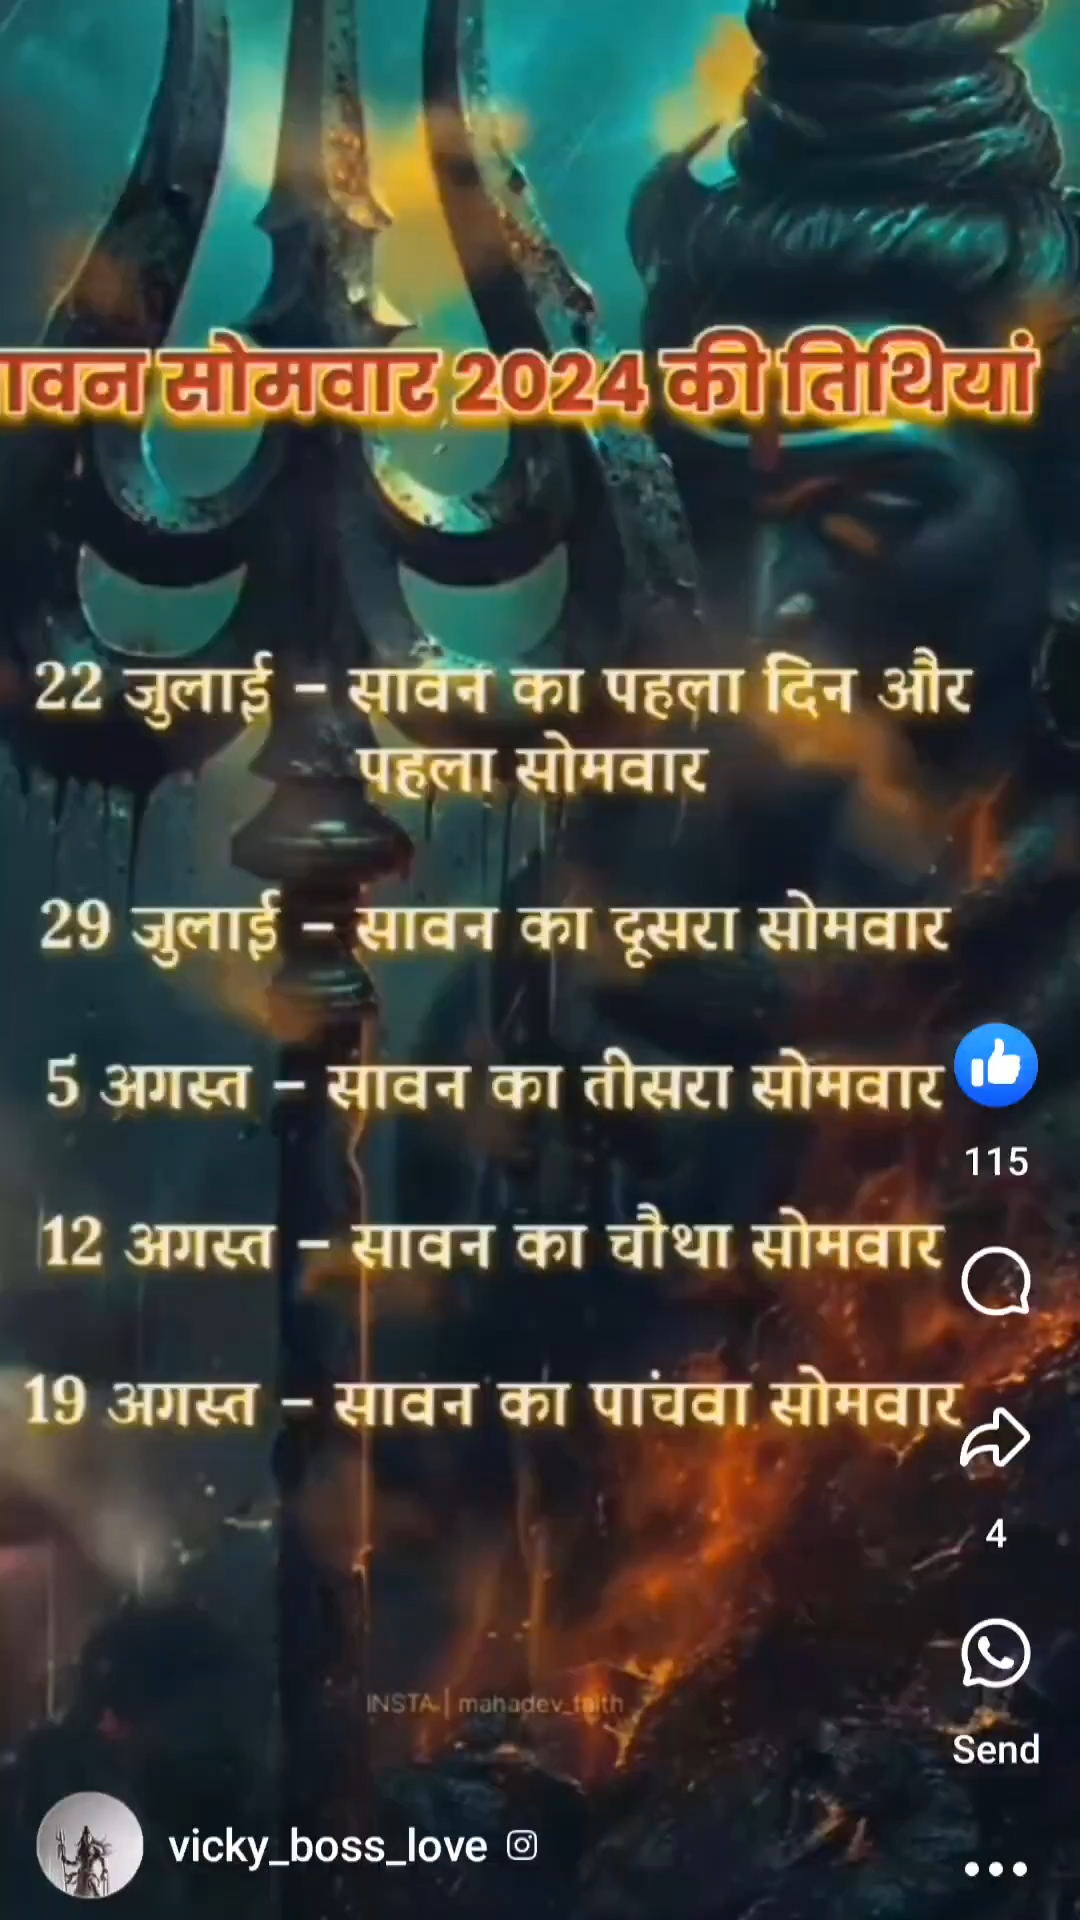 ावन सोमवार 2024 की तिथियां
22 जुलाई – सावन का पहला दिन और
पहला सोमवार
29 जुलाई – सावन का दूसरा सोमवार
5 अगस्त – सावन का तीसरा सोमवार
115
12 अगस्त – सावन का चौथा सोमवार
19 अगस्त – सावन का पांचवा सोमवार
4
INSTA | mahadev_faith
Send
vicky_boss_love